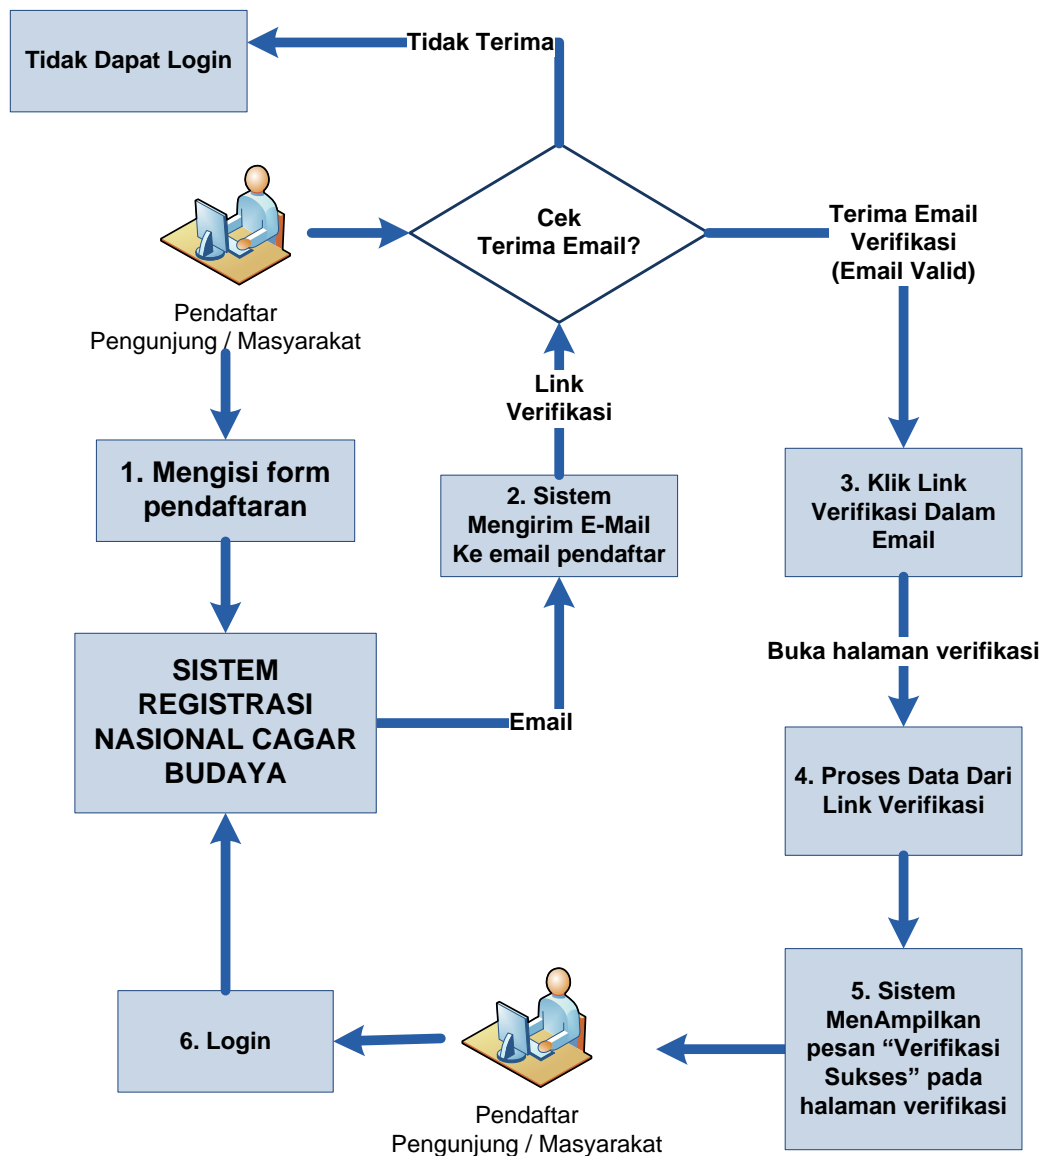 Tidak Dapat Login
Tidak Terima
Cek
Terima Email?
Terima Email
Verifikasi
(Email Valid)
Pendaftar
Pengunjung / Masyarakat
Link
Verifikasi
1. Mengisi form
pendaftaran
2. Sistem
Mengirim E-Mail
Ke email pendaftar
3. Klik Link
Verifikasi Dalam
Email
Buka halaman verifikasi
SISTEM
REGISTRASI
NASIONAL CAGAR
BUDAYA
Email
4. Proses Data Dari
Link Verifikasi
5. Sistem
MenAmpilkan
pesan “Verifikasi
Sukses” pada
halaman verifikasi
6. Login
Pendaftar
Pengunjung / Masyarakat